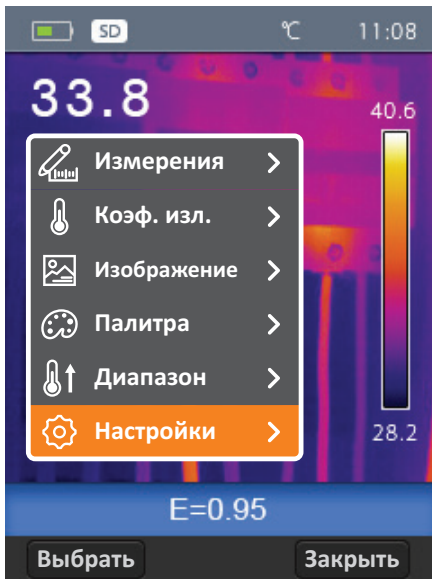 SD °C 11:08
33.8
40.6
Измерения
Коэф. изл.
Изображение
Палитра
Диапазон
Настройки
28.2
E=0.95
Выбрать Закрыть